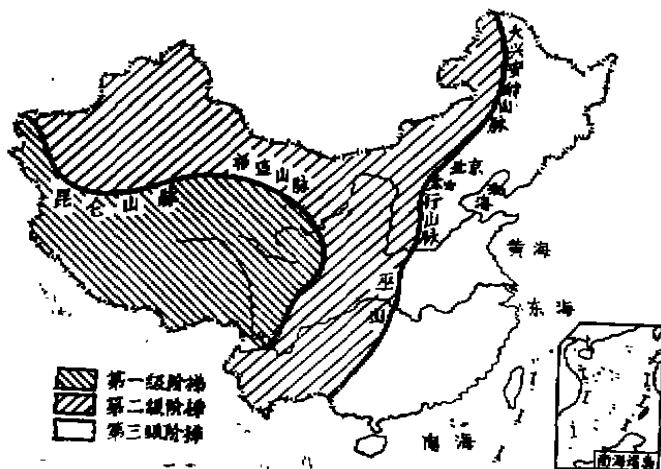 大兴安岭山脉
北京
太行山脉
渤海
祁连山脉
昆仑山脉
黄海
巫山
东海
第一级阶梯
第二级阶梯
第三级阶梯
南海
南海诸岛